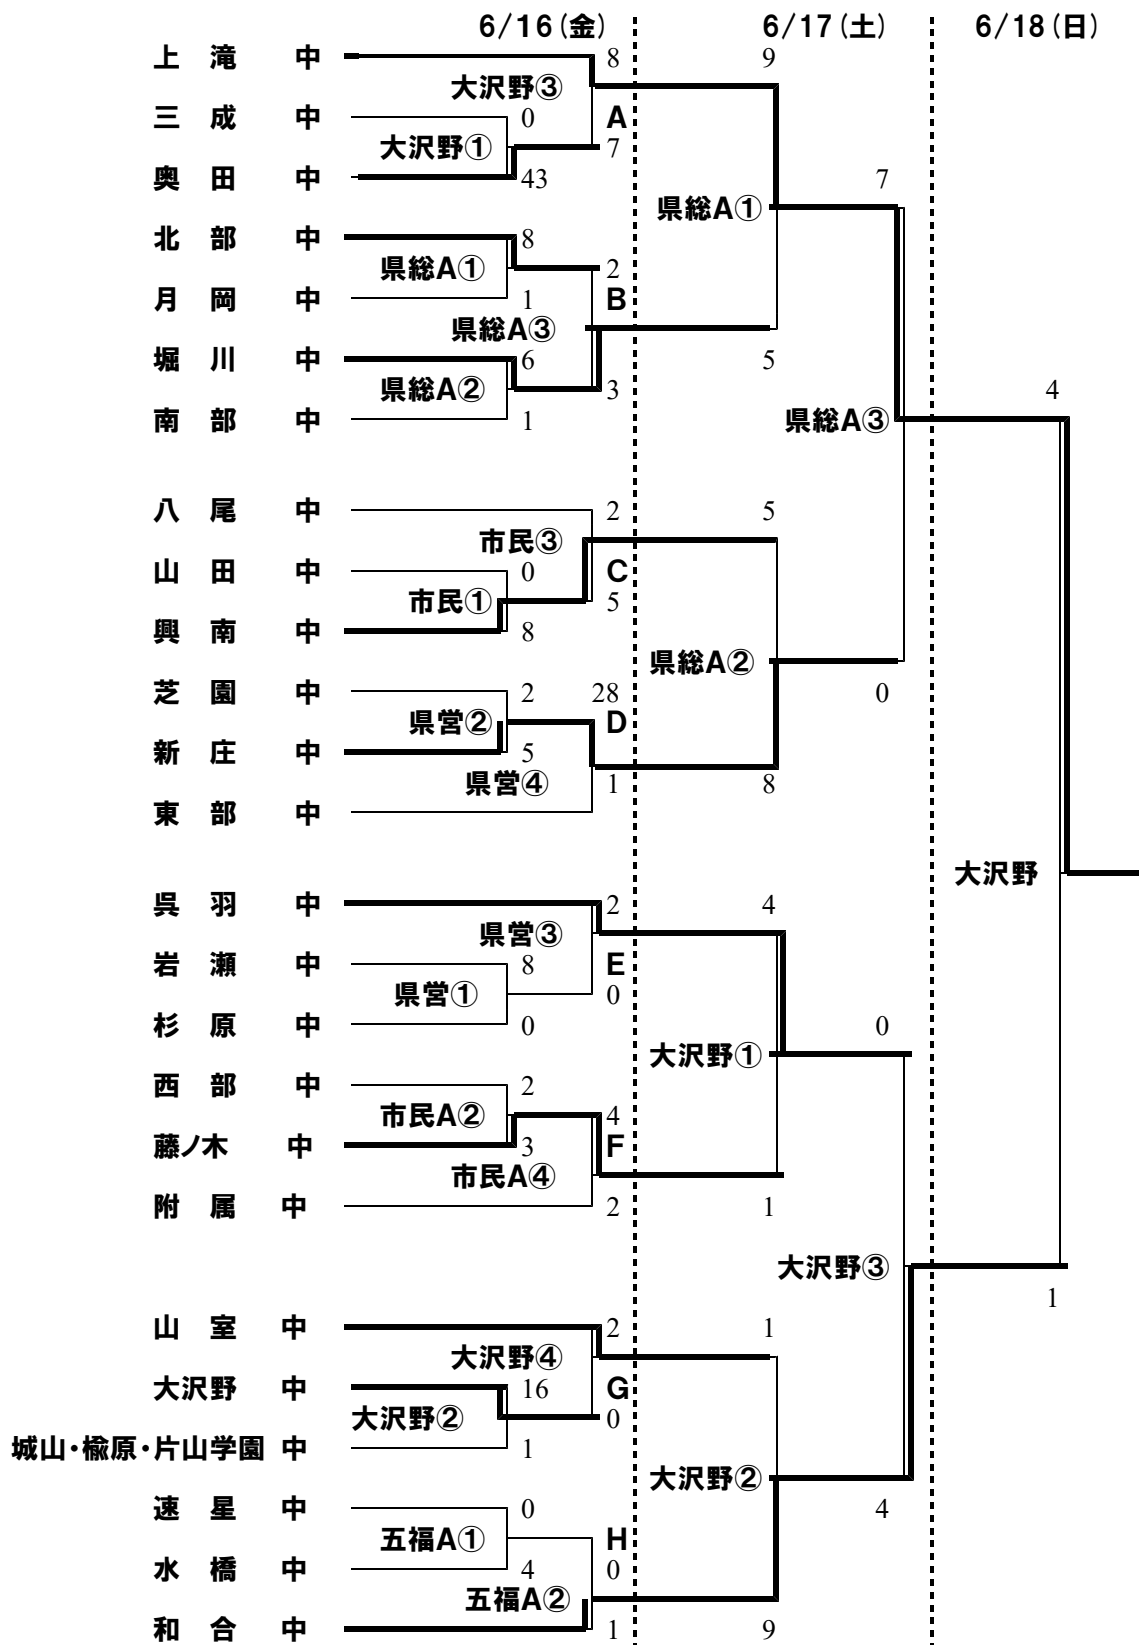 6/16(金) 6/17(土) 6/18(日)
上滝中 8 9
大沢野③
三成中 0 A
大沢野① 7
奥田中 43 7
県総A①
北部中 8
県総A① 2
月岡中 1 B
県総A③
堀川中 6 5
県総A② 3 4
南部中 1 県総A③
八尾中 2 5
市民③
山田中 0 C
市民① 5
興南中 8
県総A②
芝園中 2 28 0
県営② D
新庄中 5
県営④ 1 8
東部中
大沢野
呉羽中 2 4
県営③
岩瀬中 8 E
県営① 0
杉原中 0 0
大沢野①
西部中 2
市民A② 4
藤ノ木中 3 F
市民A④
附属中 2 1
大沢野③
1
山室中 2 1
大沢野④
大沢野中 16 G
大沢野② 0
城山・楡原・片山学園中 1
大沢野②
速星中 0 4
五福A① H
水橋中 4 0
五福A②
和合中 1 9